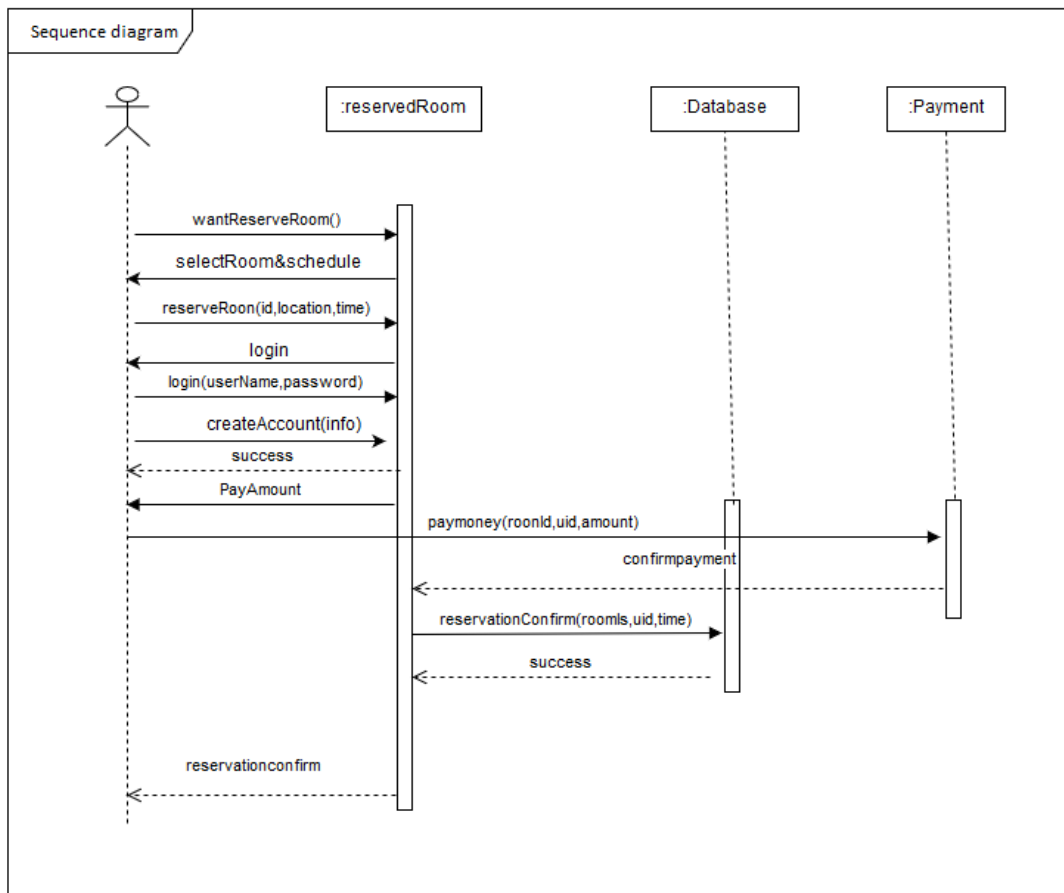 Sequence diagram
:reservedRoom
:Database
:Payment
wantReserveRoom()
selectRoom&schedule
reserveRoon(id,location,time)
login
login(userName,password)
createAccount(info)
success
PayAmount
paymoney(roonId,uid,amount)
confirmpayment
reservationConfirm(roomIs,uid,time)
success
reservationconfirm